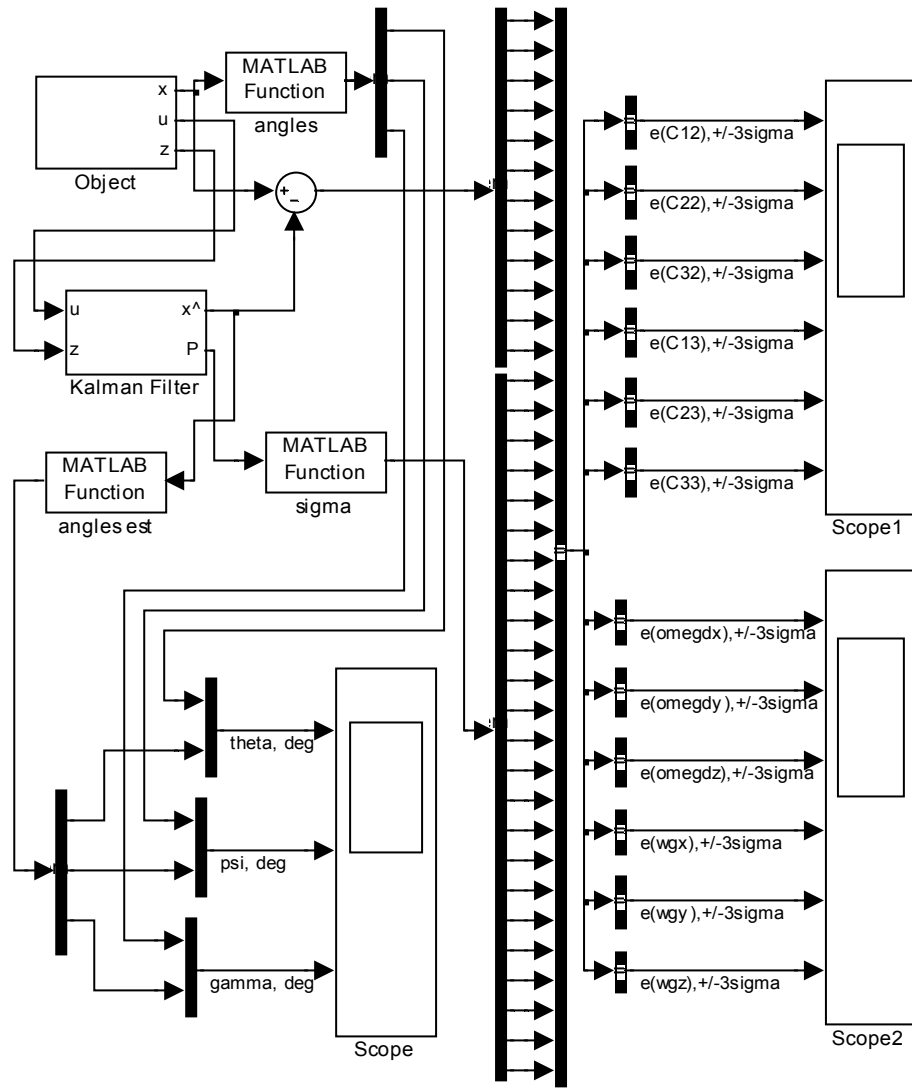 x
u
z
Object
MATLAB
Function
angles
+
−
u
z
x^
P
Kalman Filter
MATLAB
Function
angles est
MATLAB
Function
sigma
theta, deg
psi, deg
gamma, deg
Scope
e(C12),+/-3sigma
e(C22),+/-3sigma
e(C32),+/-3sigma
e(C13),+/-3sigma
e(C23),+/-3sigma
e(C33),+/-3sigma
Scope1
e(omegdx),+/-3sigma
e(omegdy),+/-3sigma
e(omegdz),+/-3sigma
e(wgx),+/-3sigma
e(wgy),+/-3sigma
e(wgz),+/-3sigma
Scope2